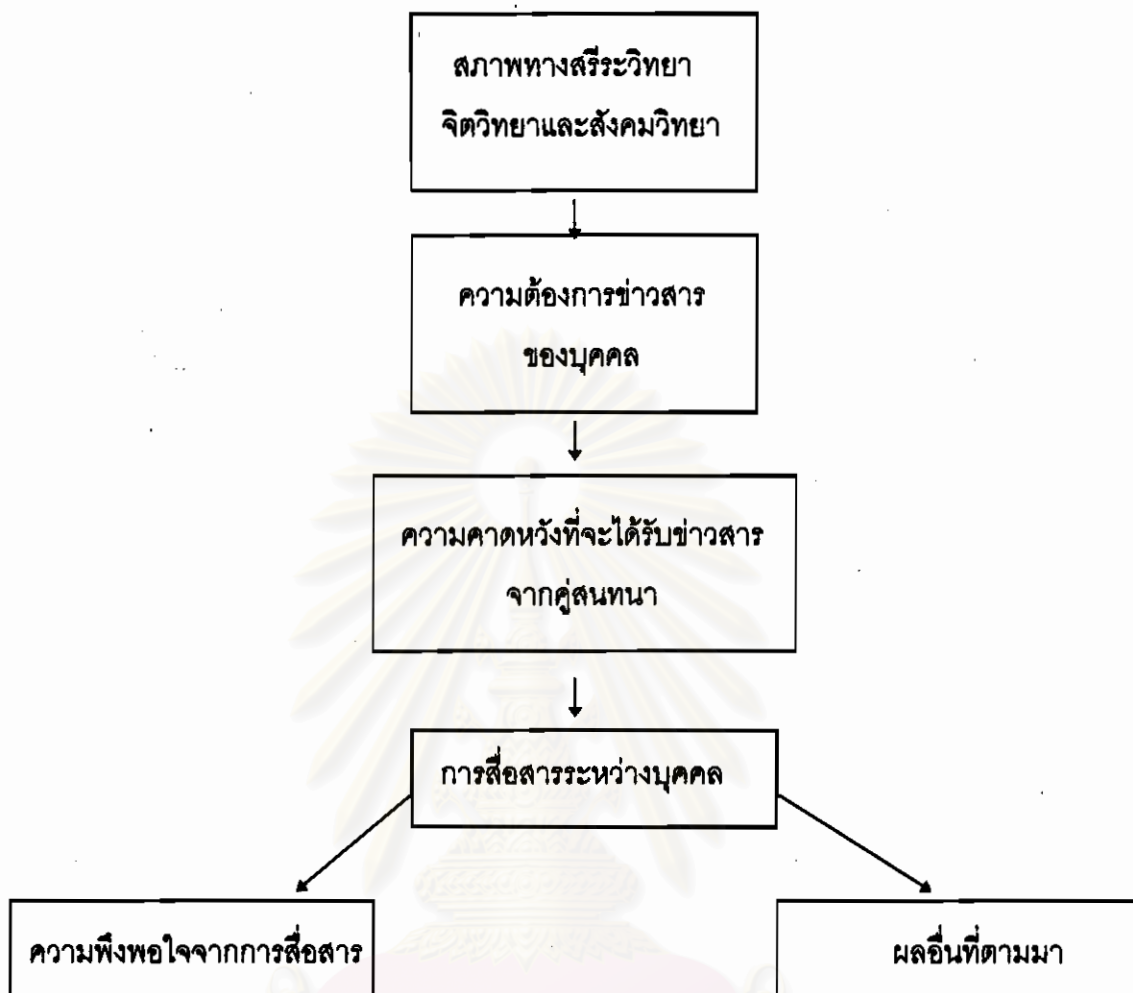 สภาพทางสรีระวิทยา
จิตวิทยาและสังคมวิทยา
ความต้องการข่าวสาร
ของบุคคล
ความคาดหวังที่จะได้รับข่าวสาร
จากคู่สนทนา
การสื่อสารระหว่างบุคคล
ความพึงพอใจจากการสื่อสาร
ผลอื่นที่ตามมา